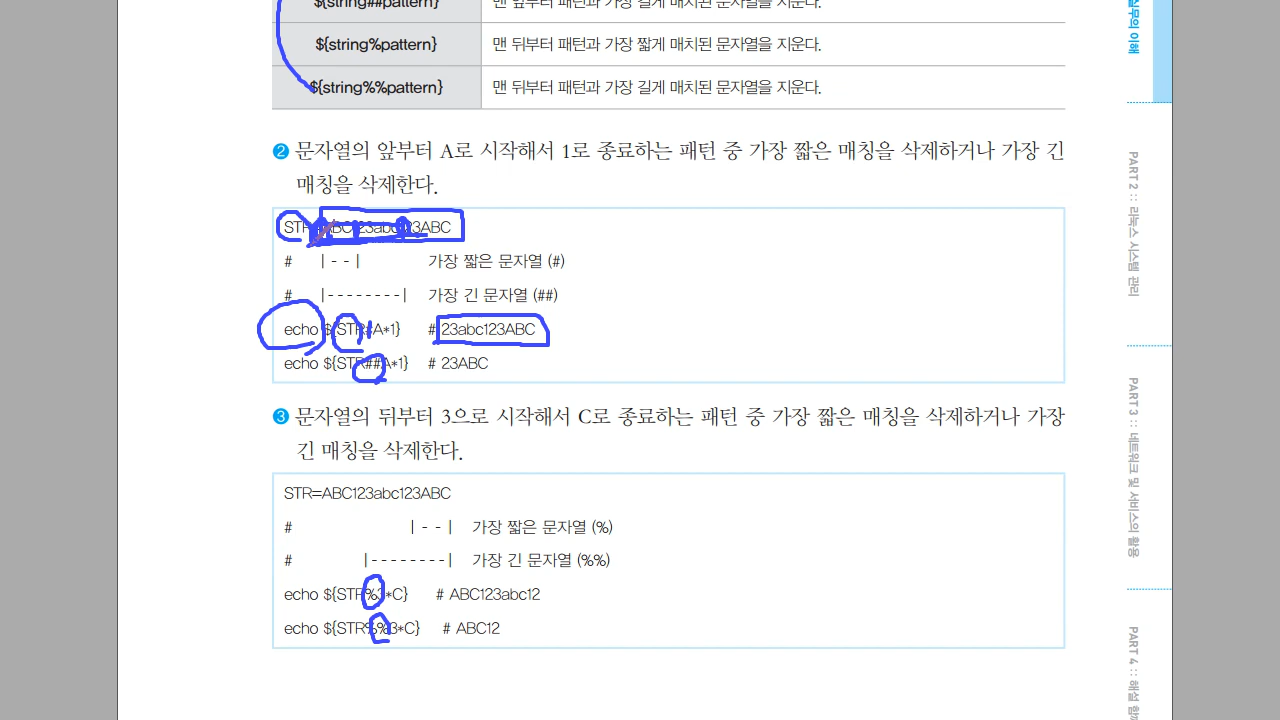 ${string##pattern} 맨 앞부터 패턴과 가장 길게 매치된 문자열을 지운다.
${string%pattern} 맨 뒤부터 패턴과 가장 짧게 매치된 문자열을 지운다.
${string%%pattern} 맨 뒤부터 패턴과 가장 길게 매치된 문자열을 지운다.
❷ 문자열의 앞부터 A로 시작해서 1로 종료하는 패턴 중 가장 짧은 매칭을 삭제하거나 가장 긴
매칭을 삭제한다.
STR=ABC123abc123ABC
# |--| 가장 짧은 문자열 (#)
# |--------| 가장 긴 문자열 (##)
echo ${STR#A*1} # 23abc123ABC
echo ${STR##A*1} # 23ABC
❸ 문자열의 뒤부터 3으로 시작해서 C로 종료하는 패턴 중 가장 짧은 매칭을 삭제하거나 가장
긴 매칭을 삭제한다.
STR=ABC123abc123ABC
# |--| 가장 짧은 문자열 (%)
# |--------| 가장 긴 문자열 (%%)
echo ${STR%3*C} # ABC123abc12
echo ${STR%%3*C} # ABC12
실무의 이해
PART 2 :: 리눅스 시스템 관리
PART 3 :: 네트워크 및 서비스의 활용
PART 4 :: 해설 함께